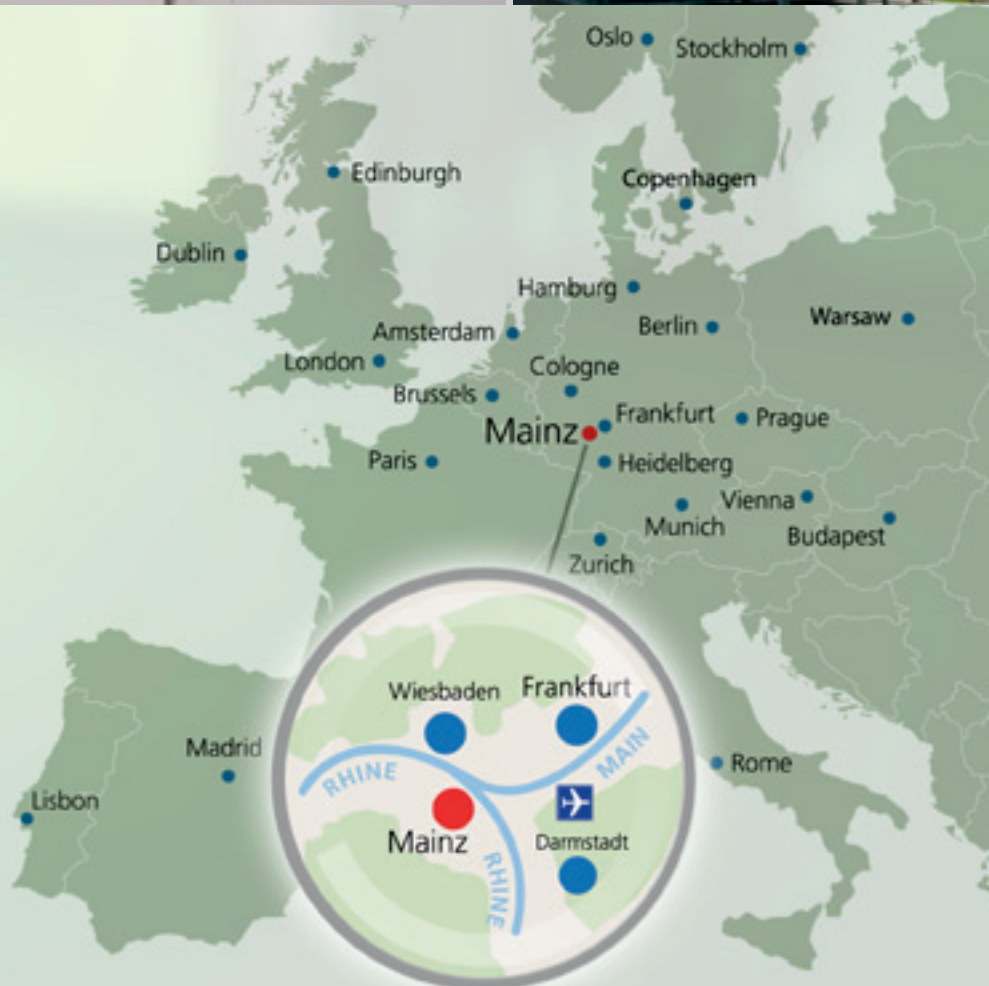 Oslo
Stockholm
Edinburgh
Copenhagen
Dublin
Hamburg
Warsaw
Berlin
Amsterdam
London
Cologne
Brussels
Frankfurt
Prague
Mainz
Paris
Heidelberg
Vienna
Munich
Budapest
Zurich
Wiesbaden
Frankfurt
Madrid
MAIN
Rome
RHINE
Lisbon
Mainz
Darmstadt
RHINE